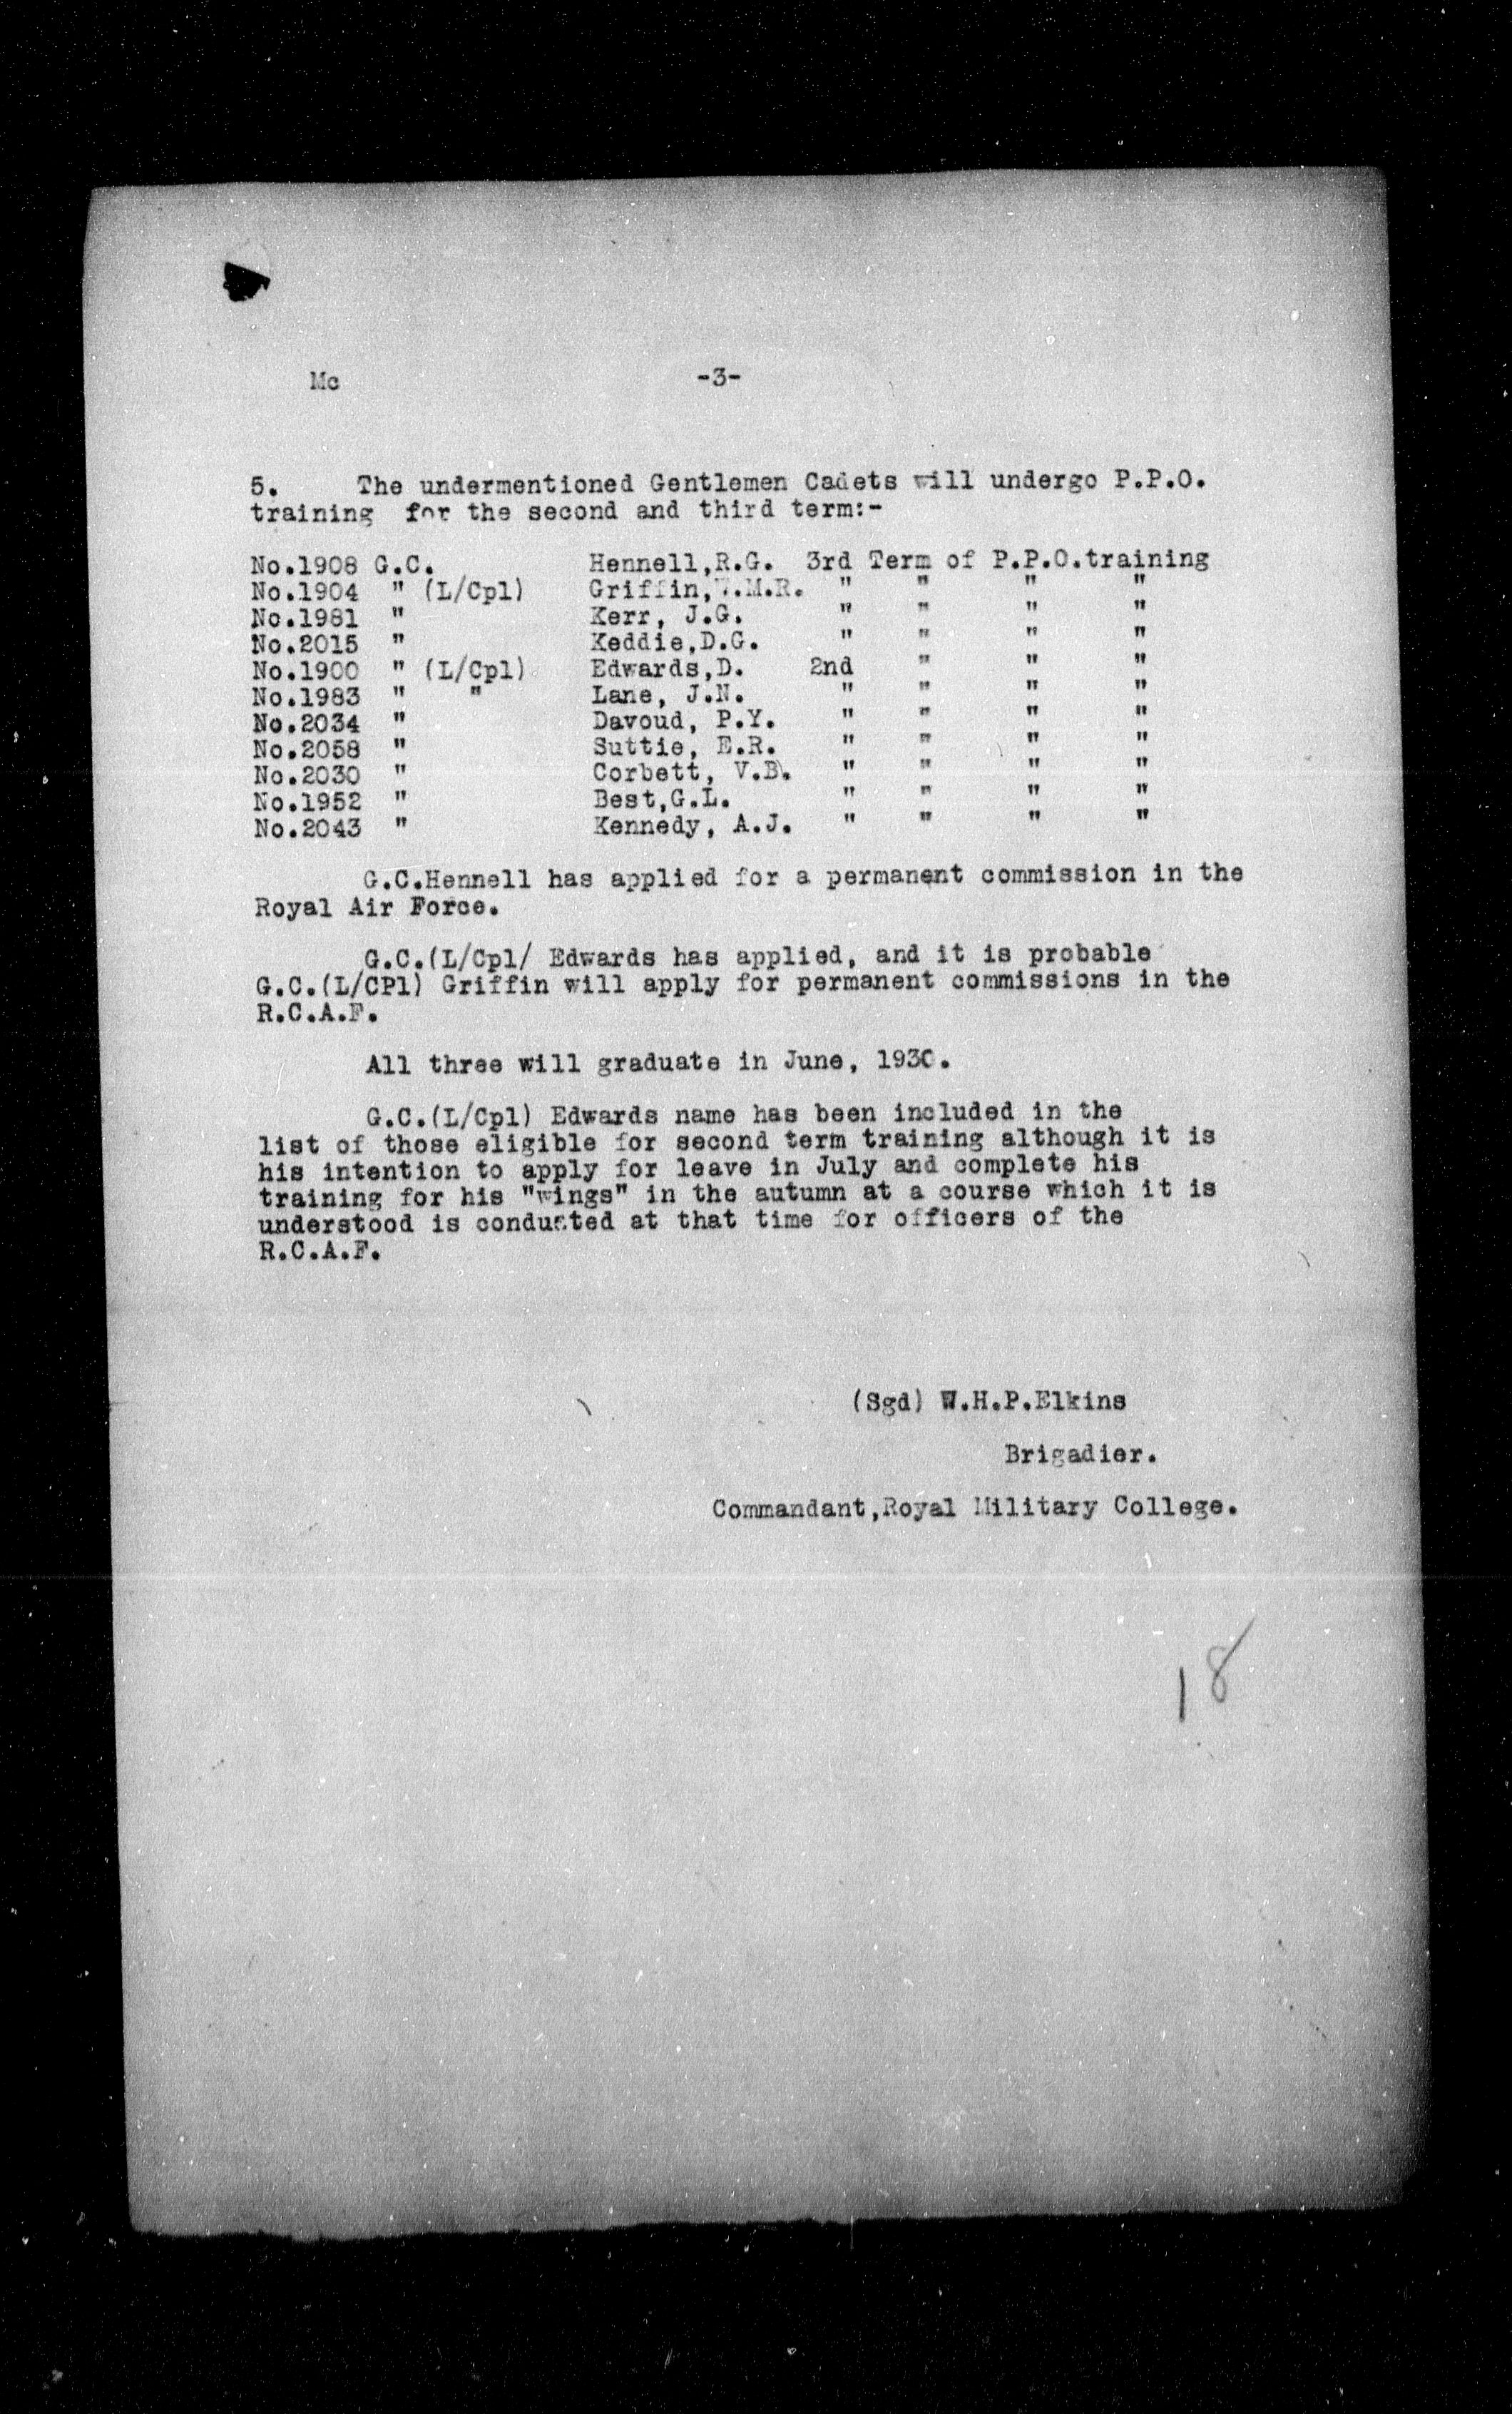 Mc -3-
5. The undermentioned Gentlemen Cadets will undergo P.P.O.
training for the second and third term:-
No.1908 G.C. Hennell,R.G. 3rd Term of P.P.O.training
No.1904 " (L/Cpl) Griffin,W.M.R. " " " "
No.1981 " Kerr, J.G. " " " "
No.2015 " Keddie,D.G. " " " "
No.1900 " (L/Cpl) Edwards,D. 2nd " " "
No.1983 " " Lane, J.N. " " " "
No.2034 " Davoud, P.Y. " " " "
No.2058 " Suttie, E.R. " " " "
No.2030 " Corbett, V.B. " " " "
No.1952 " Best,G.L. " " " "
No.2043 " Kennedy, A.J. " " " "
G.C.Hennell has applied for a permanent commission in the
Royal Air Force.
G.C.(L/Cpl/ Edwards has applied, and it is probable
G.C.(L/CPl) Griffin will apply for permanent commissions in the
R.C.A.F.
All three will graduate in June, 1930.
G.C.(L/Cpl) Edwards name has been included in the
list of those eligible for second term training although it is
his intention to apply for leave in July and complete his
training for his "wings" in the autumn at a course which it is
understood is conducted at that time for officers of the
R.C.A.F.
(Sgd) W.H.P.Elkins
Brigadier.
Commandant,Royal Military College.
18